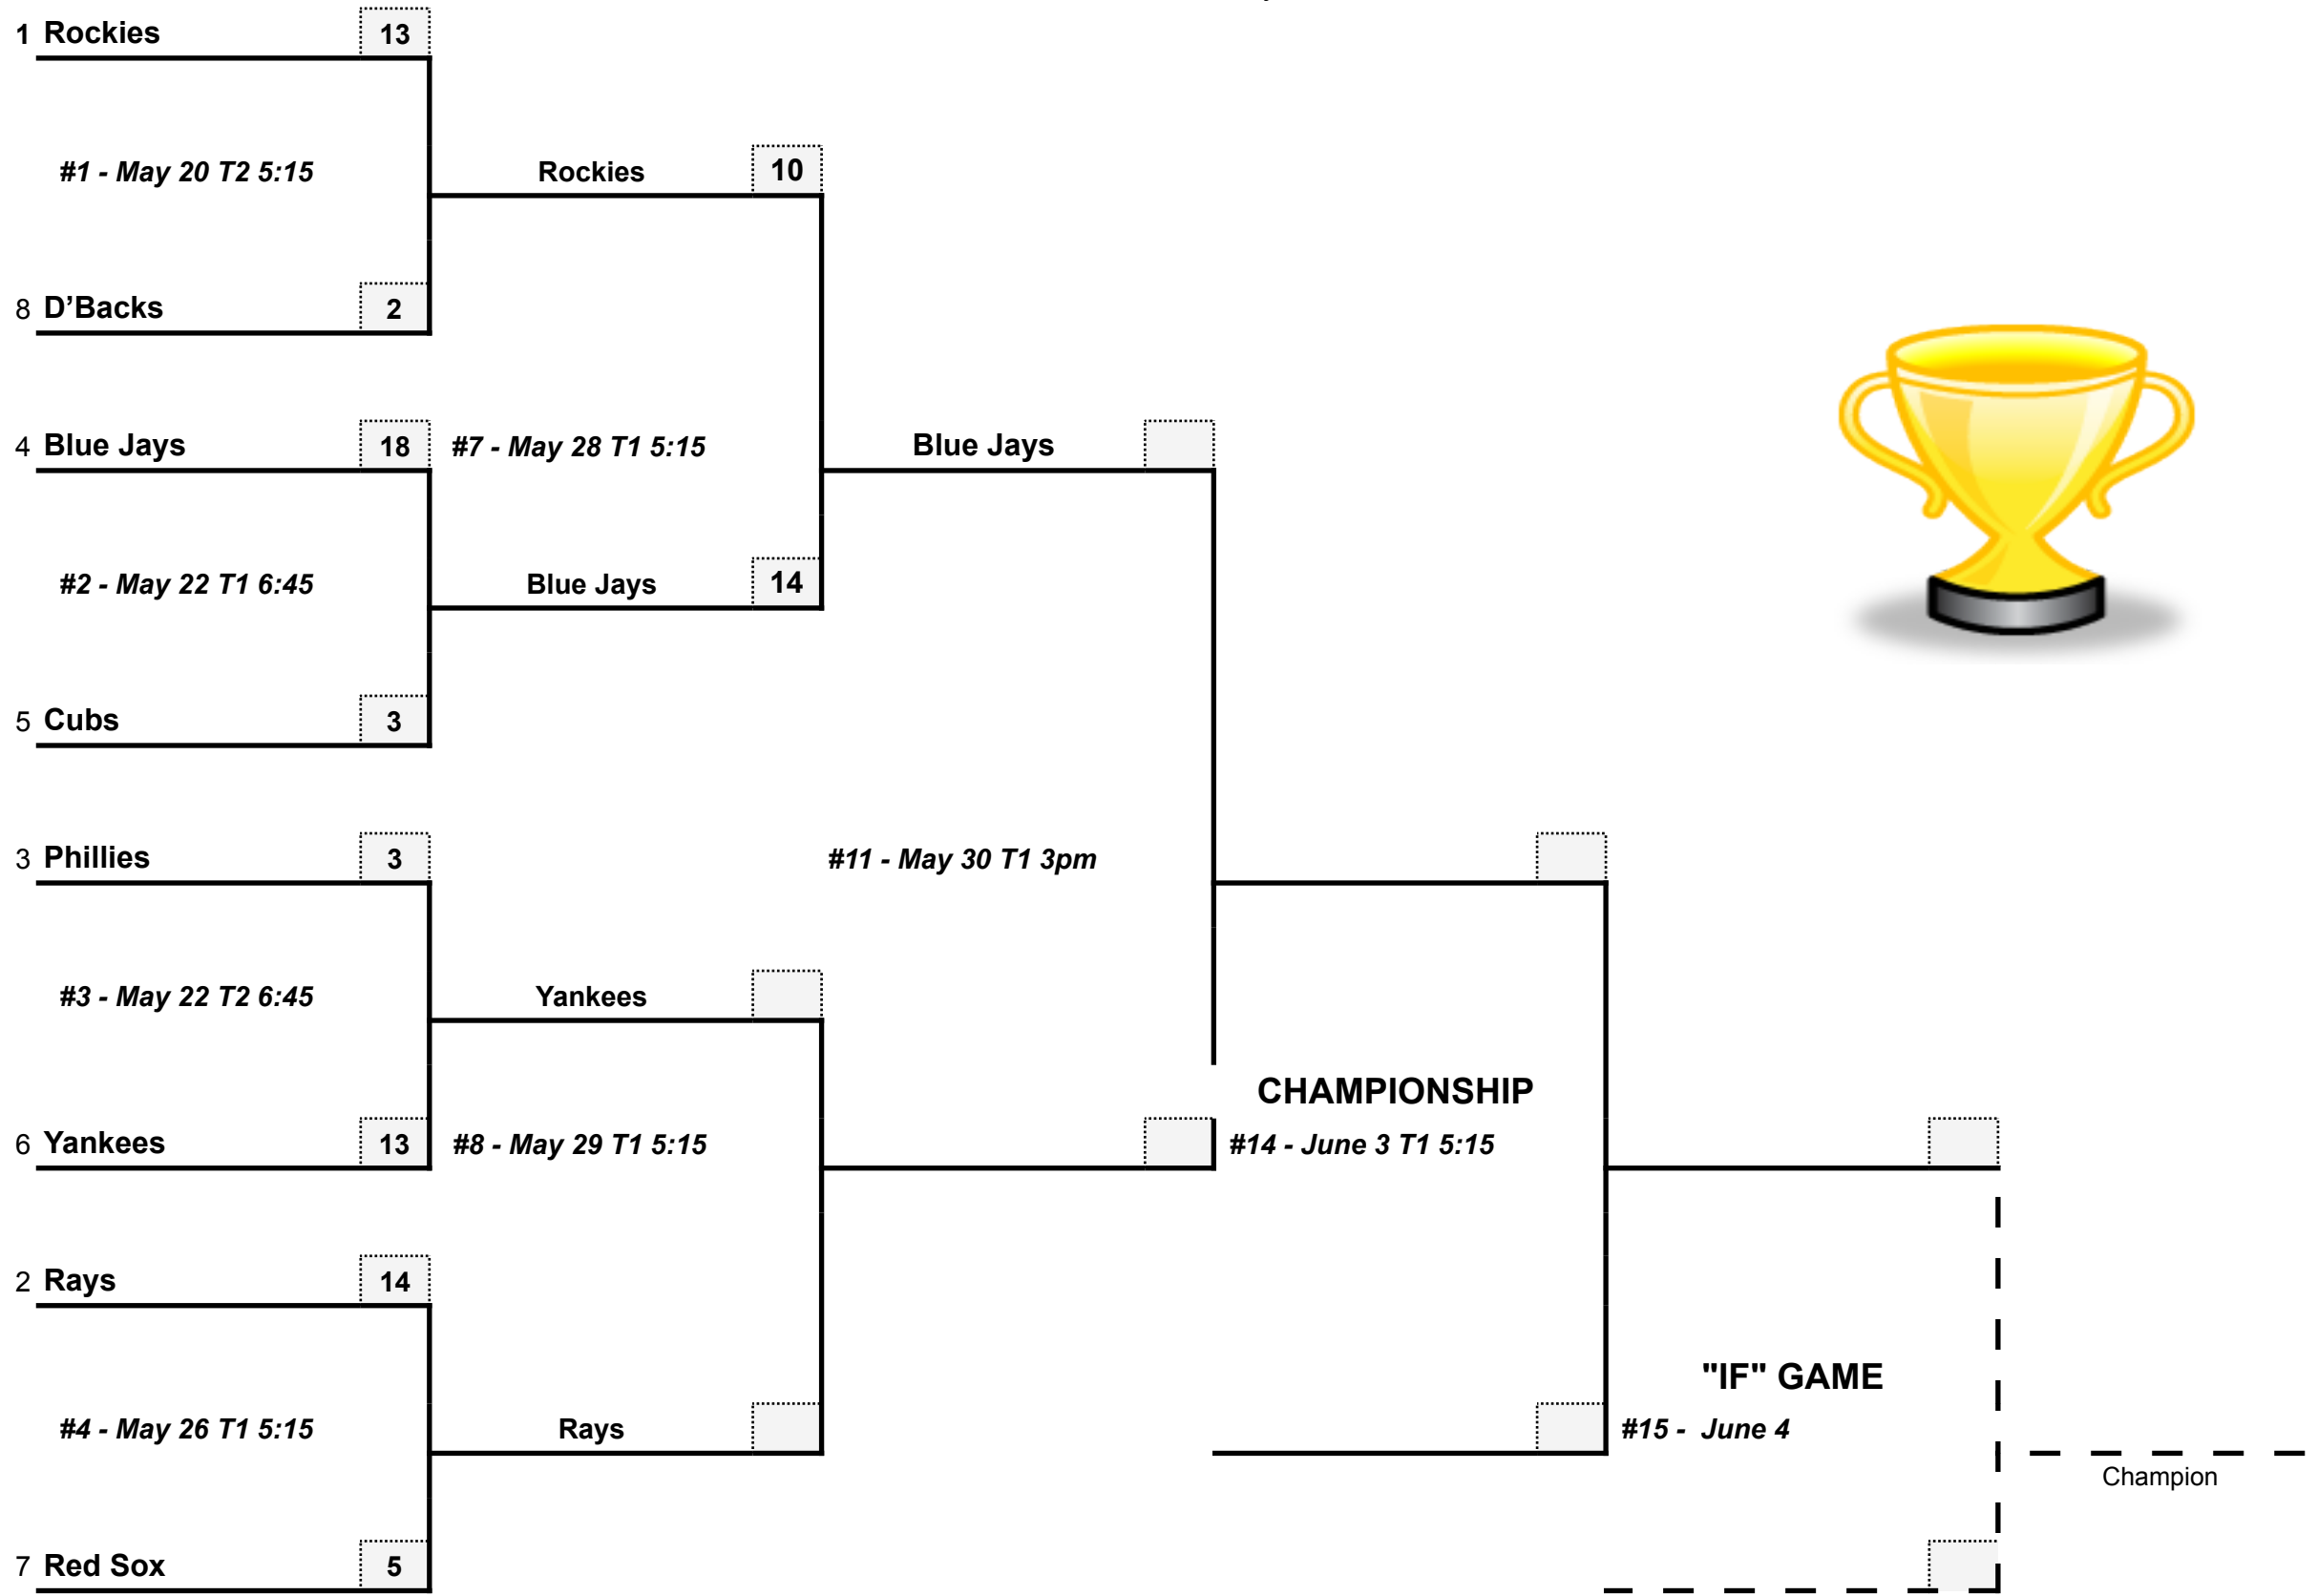 1 Rockies 13
#1 - May 20 T2 5:15
Rockies 10
8 D’Backs 2
4 Blue Jays 18
#7 - May 28 T1 5:15
Blue Jays
#2 - May 22 T1 6:45
Blue Jays 14
5 Cubs 3
3 Phillies 3
#11 - May 30 T1 3pm
#3 - May 22 T2 6:45
Yankees
CHAMPIONSHIP
6 Yankees 13
#8 - May 29 T1 5:15
#14 - June 3 T1 5:15
2 Rays 14
"IF" GAME
#4 - May 26 T1 5:15
Rays
#15 - June 4
Champion
7 Red Sox 5